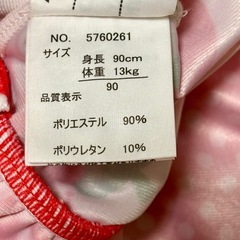 NO. 5760261
サイズ
身長 90cm
体重 13kg
90
品質表示
ポリエステル 90%
ポリウレタン 10%